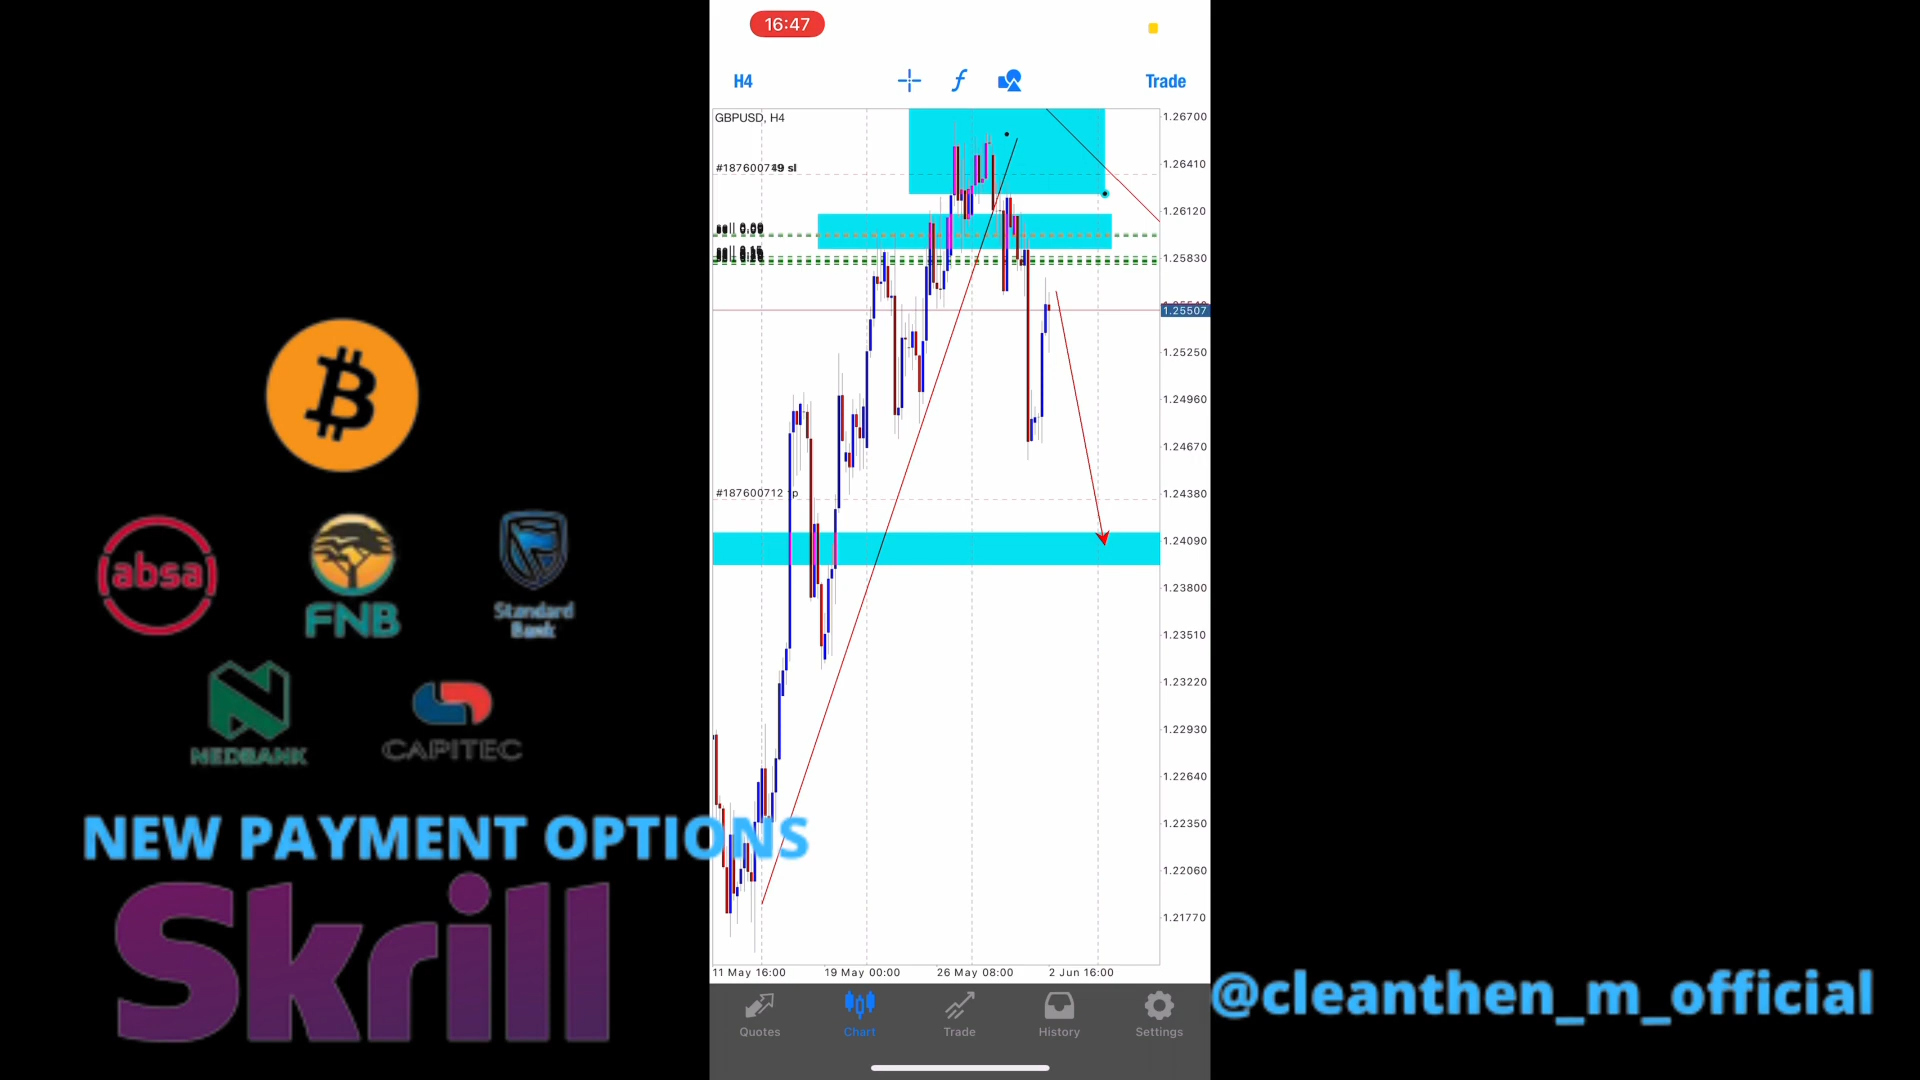 16:47
H4
Trade
GBPUSD, H4
1.26700
1.26410
1.26120
1.25830
1.25507
1.25250
1.24960
1.24670
1.24380
1.24090
1.23800
1.23510
1.23220
1.22930
1.22640
1.22350
1.22060
1.21770
11 May 16:00
19 May 00:00
26 May 08:00
2 Jun 16:00
Quotes
Chart
Trade
History
Settings
absa
FNB
Standard
Bank
NEDBANK
CAPITEC
NEW PAYMENT OPTIONS
Skrill
@cleanthen_m_official